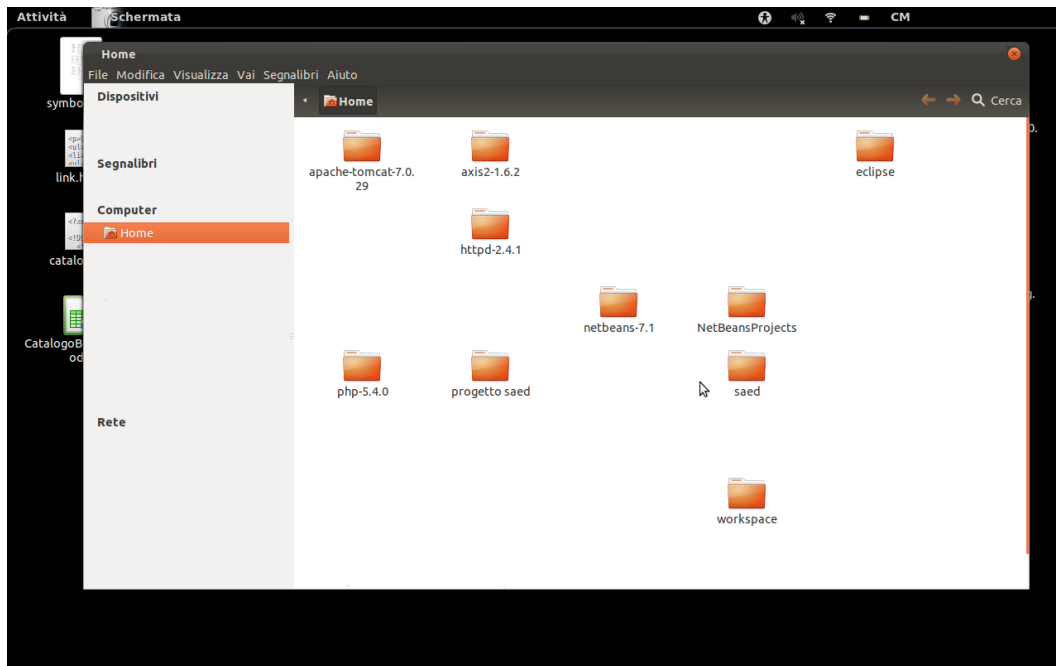 Attività Schermata CM
Home
File Modifica Visualizza Vai Segnalibri Aiuto
Dispositivi
Home
Cerca
Segnalibri
Computer
Home
Rete
apache-tomcat-7.0.
29
axis2-1.6.2
eclipse
httpd-2.4.1
netbeans-7.1
NetBeansProjects
php-5.4.0
progetto saed
saed
workspace
symbo
link.h
catalo
CatalogoB
od